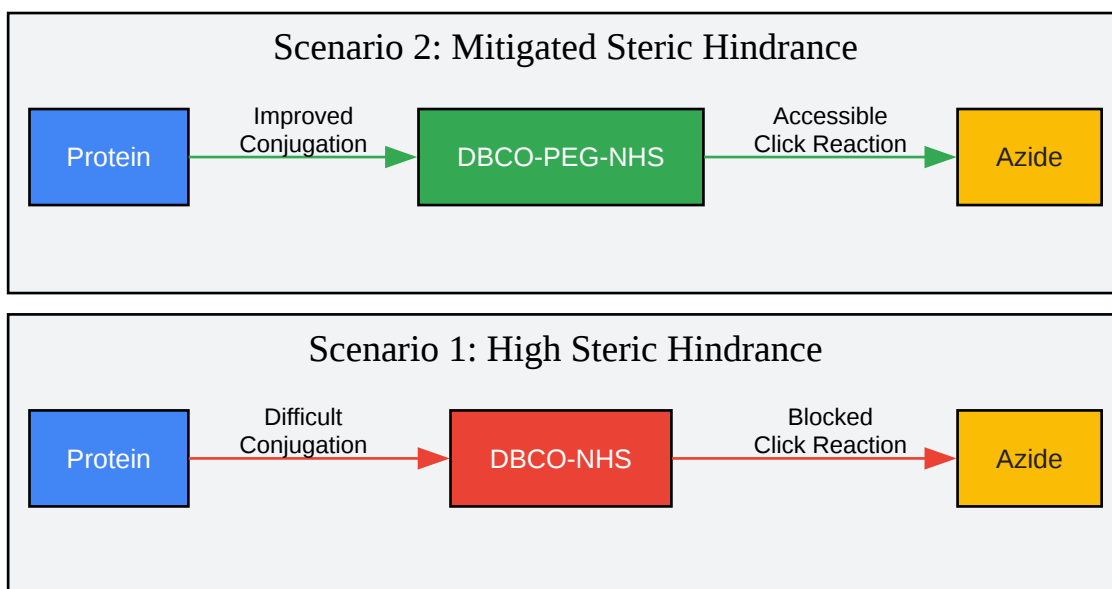 Scenario 2: Mitigated Steric Hindrance
Protein
Improved
Conjugation
DBCO-PEG-NHS
Accessible
Click Reaction
Azide
Scenario 1: High Steric Hindrance
Protein
Difficult
Conjugation
DBCO-NHS
Blocked
Click Reaction
Azide